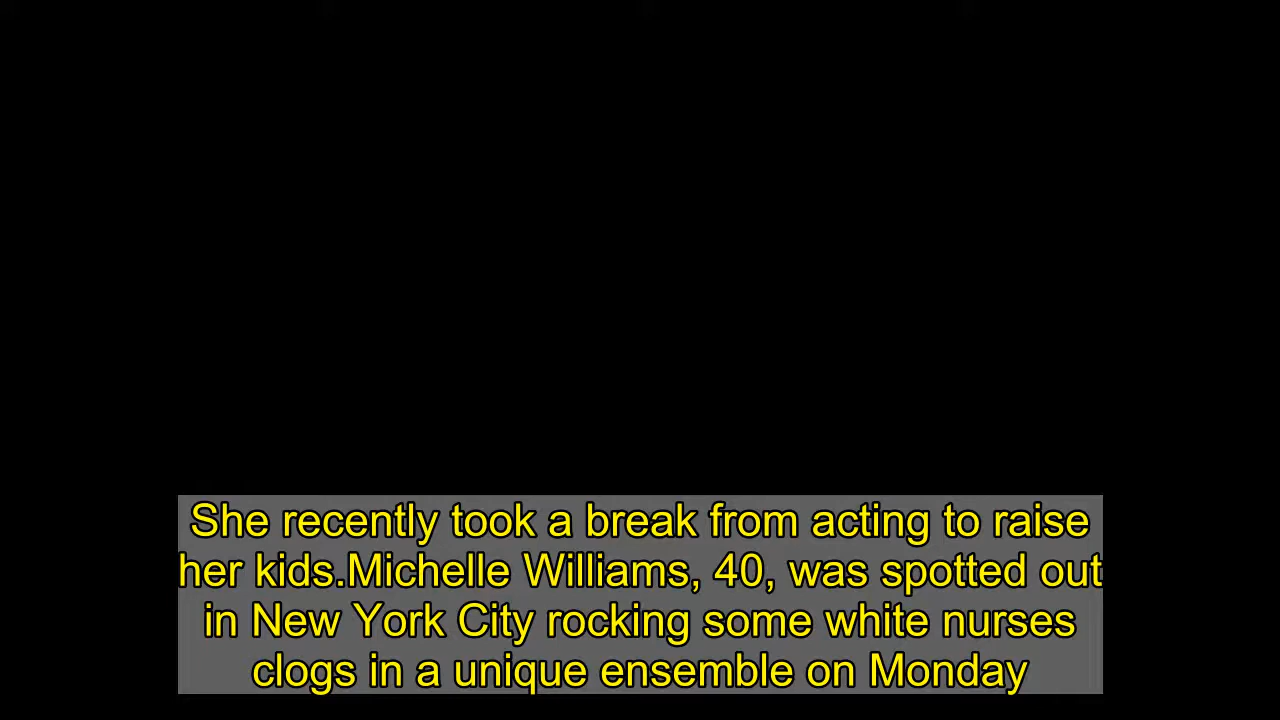 She recently took a break from acting to raise
her kids.Michelle Williams, 40, was spotted out
in New York City rocking some white nurses
clogs in a unique ensemble on Monday